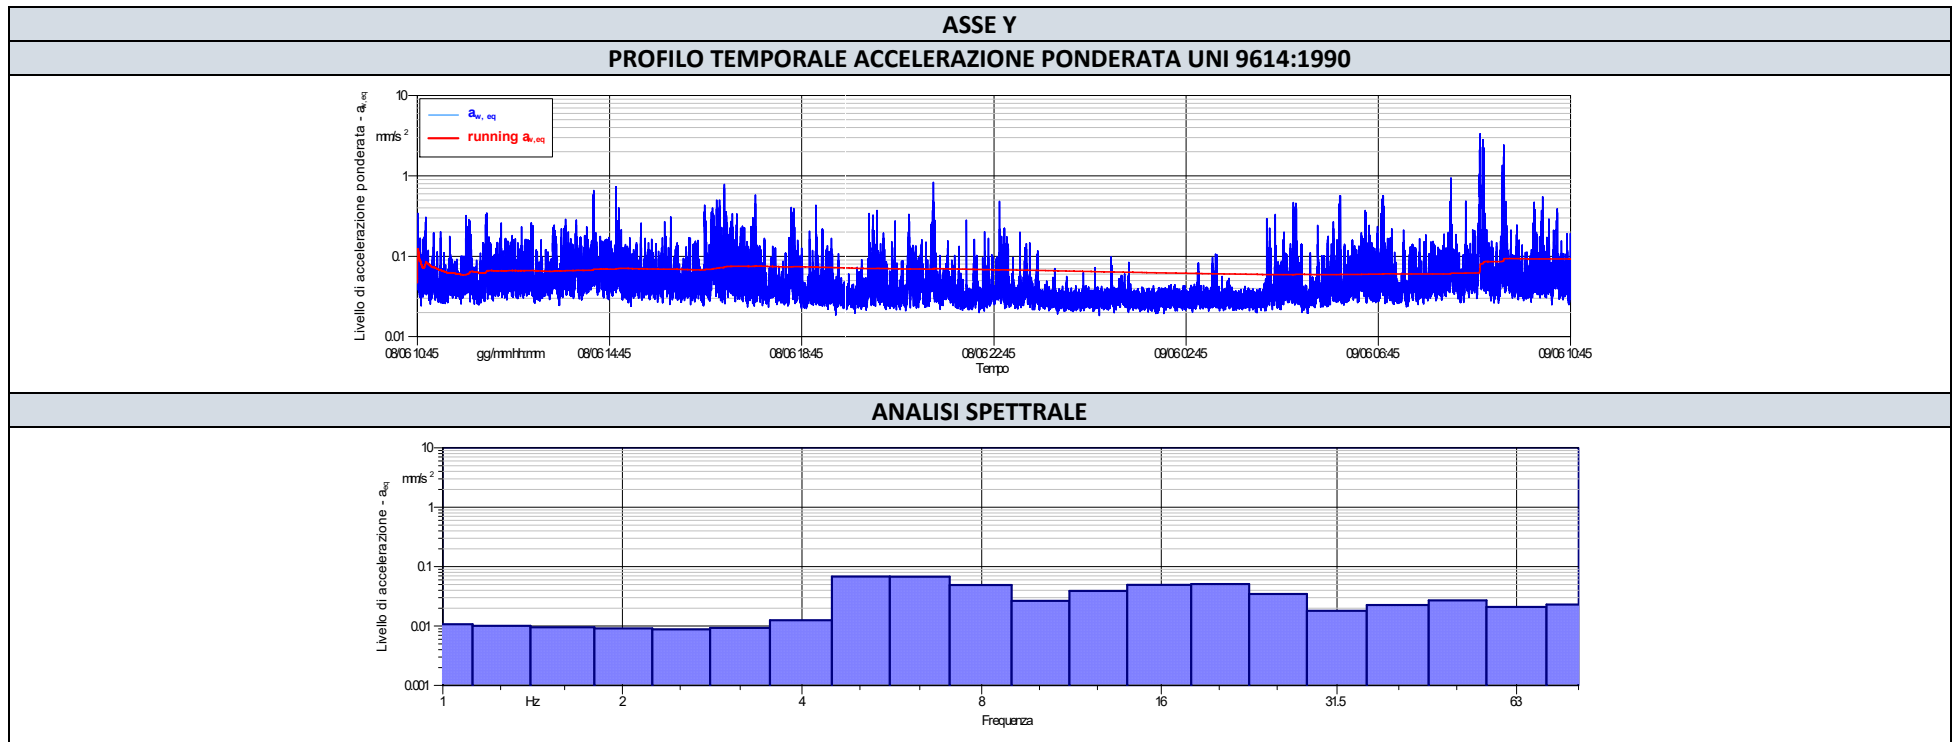 ASSE Y
PROFILO TEMPORALE ACCELERAZIONE PONDERATA UNI 9614:1990
Livello di accelerazione ponderata - aw,eq
mm/s 2
10
1
0.1
0.01
aw, eq
running aw,eq
08/06 10:45
gg/mm hh:mm
08/06 14:45
08/06 18:45
08/06 22:45
09/06 02:45
09/06 06:45
09/06 10:45
Tempo
ANALISI SPETTRALE
Livello di accelerazione - aeq
mm/s 2
10
1
0.1
0.01
0.001
1
Hz
2
4
8
16
31.5
63
Frequenza